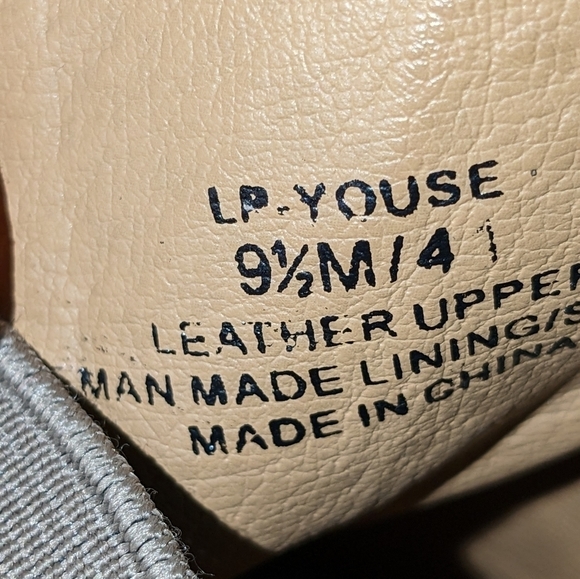 LP-YOUSE
9½M/41
LEATHER UPPER
MAN MADE LINING/S
MADE IN CHINA